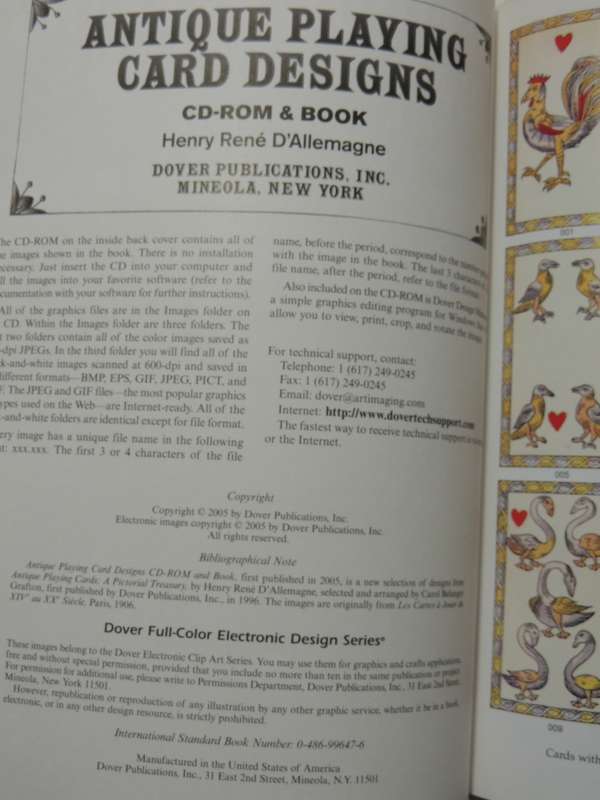 ANTIQUE PLAYING
CARD DESIGNS
CD-ROM & BOOK
Henry René D'Allemagne
DOVER PUBLICATIONS, INC.
MINEOLA, NEW YORK
he CD-ROM on the inside back cover contains all of
e images shown in the book. There is no installation
ecessary. Just insert the CD into your computer and
ll the images into your favorite software (refer to the
ocumentation with your software for further instructions).
All of the graphics files are in the Images folder on
CD. Within the Images folder are three folders. The
t two folders contain all of the color images saved as
-dpi JPEGs. In the third folder you will find all of the
ck-and-white images scanned at 600-dpi and saved in
ifferent formats—BMP, EPS, GIF, JPEG, PICT, and
F. The JPEG and GIF files—the most popular graphics
ypes used on the Web—are Internet-ready. All of the
k-and-white folders are identical except for file format.
ery image has a unique file name in the following
t: xxx.xxx. The first 3 or 4 characters of the file
name, before the period, correspond to the number
with the image in the book. The last 3 characters
file name, after the period, refer to the file format.
Also included on the CD-ROM is Dover Design
a simple graphics editing program for Windows
allow you to view, print, crop, and rotate the images
For technical support, contact:
Telephone: 1 (617) 249-0245
Fax: 1 (617) 249-0245
Email: dover@artimaging.com
Internet: http://www.dovertechsupport.com
The fastest way to receive technical support is
or the Internet.
Copyright
Copyright © 2005 by Dover Publications, Inc.
Electronic images copyright © 2005 by Dover Publications, Inc.
All rights reserved.
Bibliographical Note
Antique Playing Card Designs CD-ROM and Book, first published in 2005, is a new selection of designs from
Antique Playing Cards: A Pictorial Treasury, by Henry René D'Allemagne, selected and arranged by Carol Belanger
Grafton, first published by Dover Publications, Inc., in 1996. The images are originally from Les Cartes à Jouer du
XIVe au XXe Siècle, Paris, 1906.
Dover Full-Color Electronic Design Series®
These images belong to the Dover Electronic Clip Art Series. You may use them for graphics and crafts applications,
free and without special permission, provided that you include no more than ten in the same publication or project.
For permission for additional use, please write to Permissions Department, Dover Publications, Inc., 31 East 2nd Street,
Mineola, New York 11501.
However, republication or reproduction of any illustration by any other graphic service, whether it be in a book,
electronic, or in any other design resource, is strictly prohibited.
International Standard Book Number: 0-486-99647-6
Manufactured in the United States of America
Dover Publications, Inc., 31 East 2nd Street, Mineola, N.Y. 11501
001
005
009
Cards with